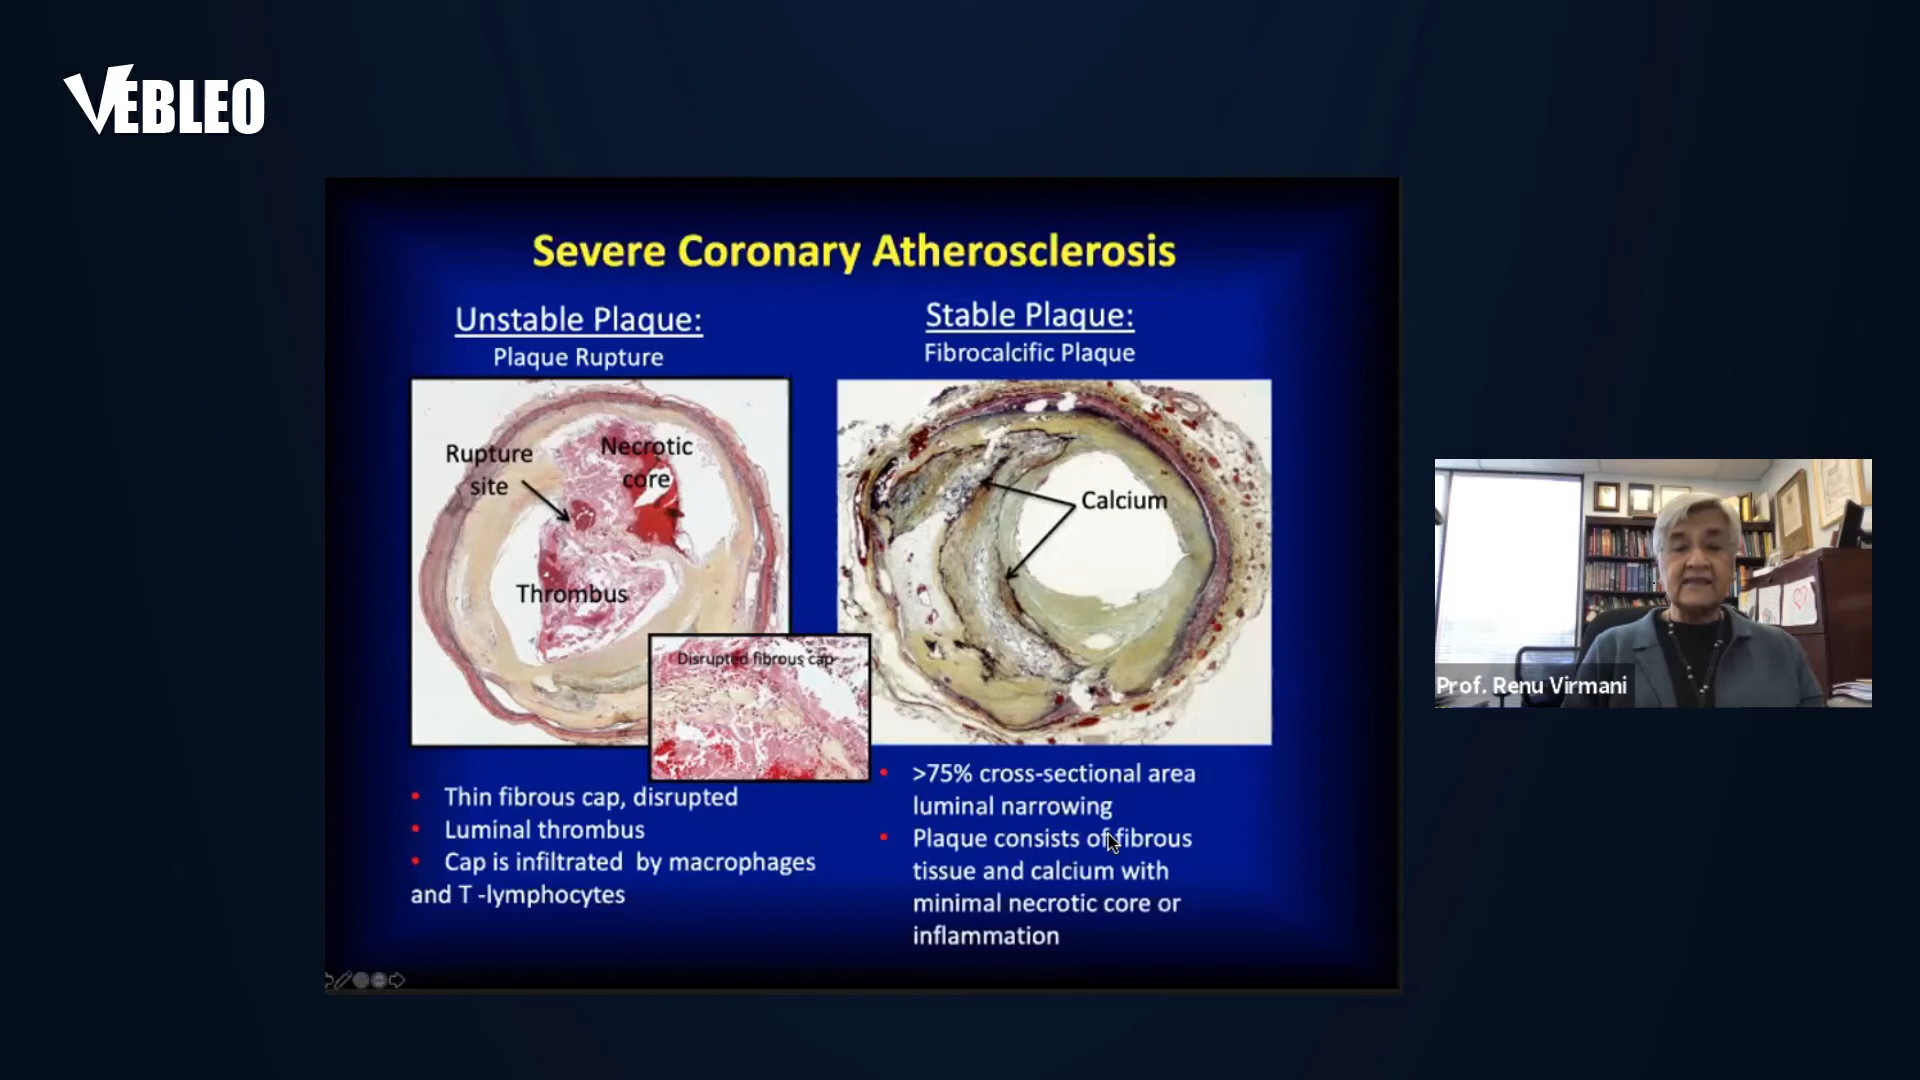 VEBLEO
Severe Coronary Atherosclerosis
Unstable Plaque:
Plaque Rupture
Rupture
site
Necrotic
core
Thrombus
Disrupted fibrous cap
• Thin fibrous cap, disrupted
• Luminal thrombus
• Cap is infiltrated by macrophages
and T -lymphocytes
Stable Plaque:
Fibrocalcific Plaque
Calcium
• >75% cross-sectional area
luminal narrowing
• Plaque consists of fibrous
tissue and calcium with
minimal necrotic core or
inflammation
Prof. Renu Virmani